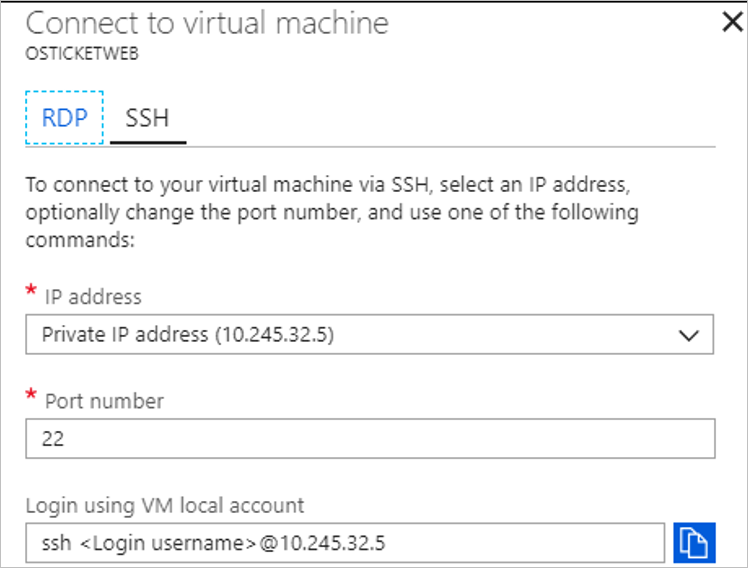 Connect to virtual machine
OSTICKETWEB
RDP SSH
To connect to your virtual machine via SSH, select an IP address,
optionally change the port number, and use one of the following
commands:
* IP address
Private IP address (10.245.32.5)
* Port number
22
Login using VM local account
ssh <Login username>@10.245.32.5